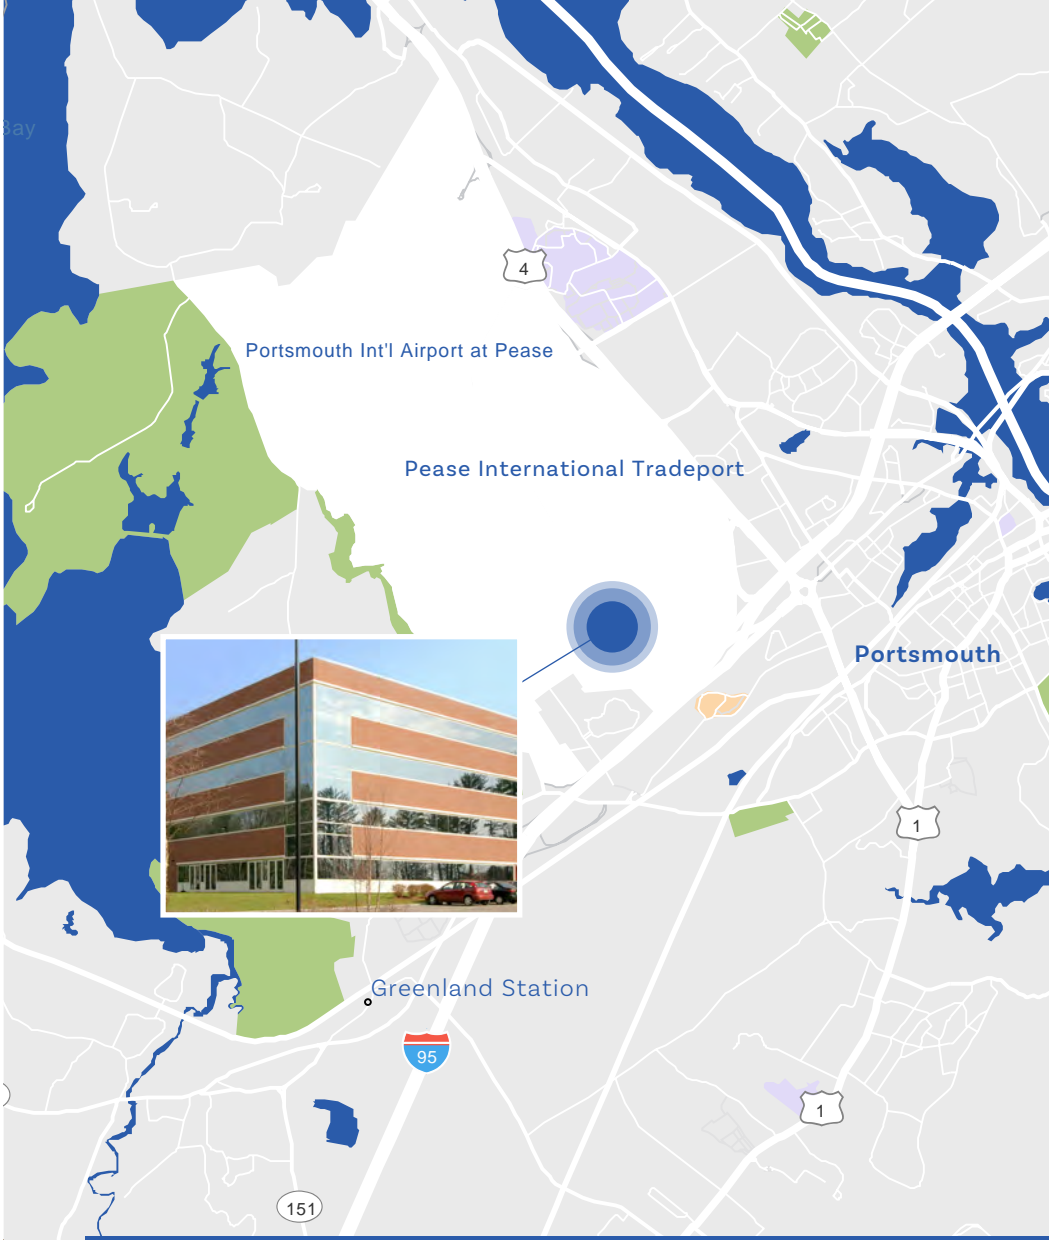 Bay
4
Portsmouth Int'l Airport at Pease
Pease International Tradeport
Portsmouth
1
Greenland Station
95
1
151